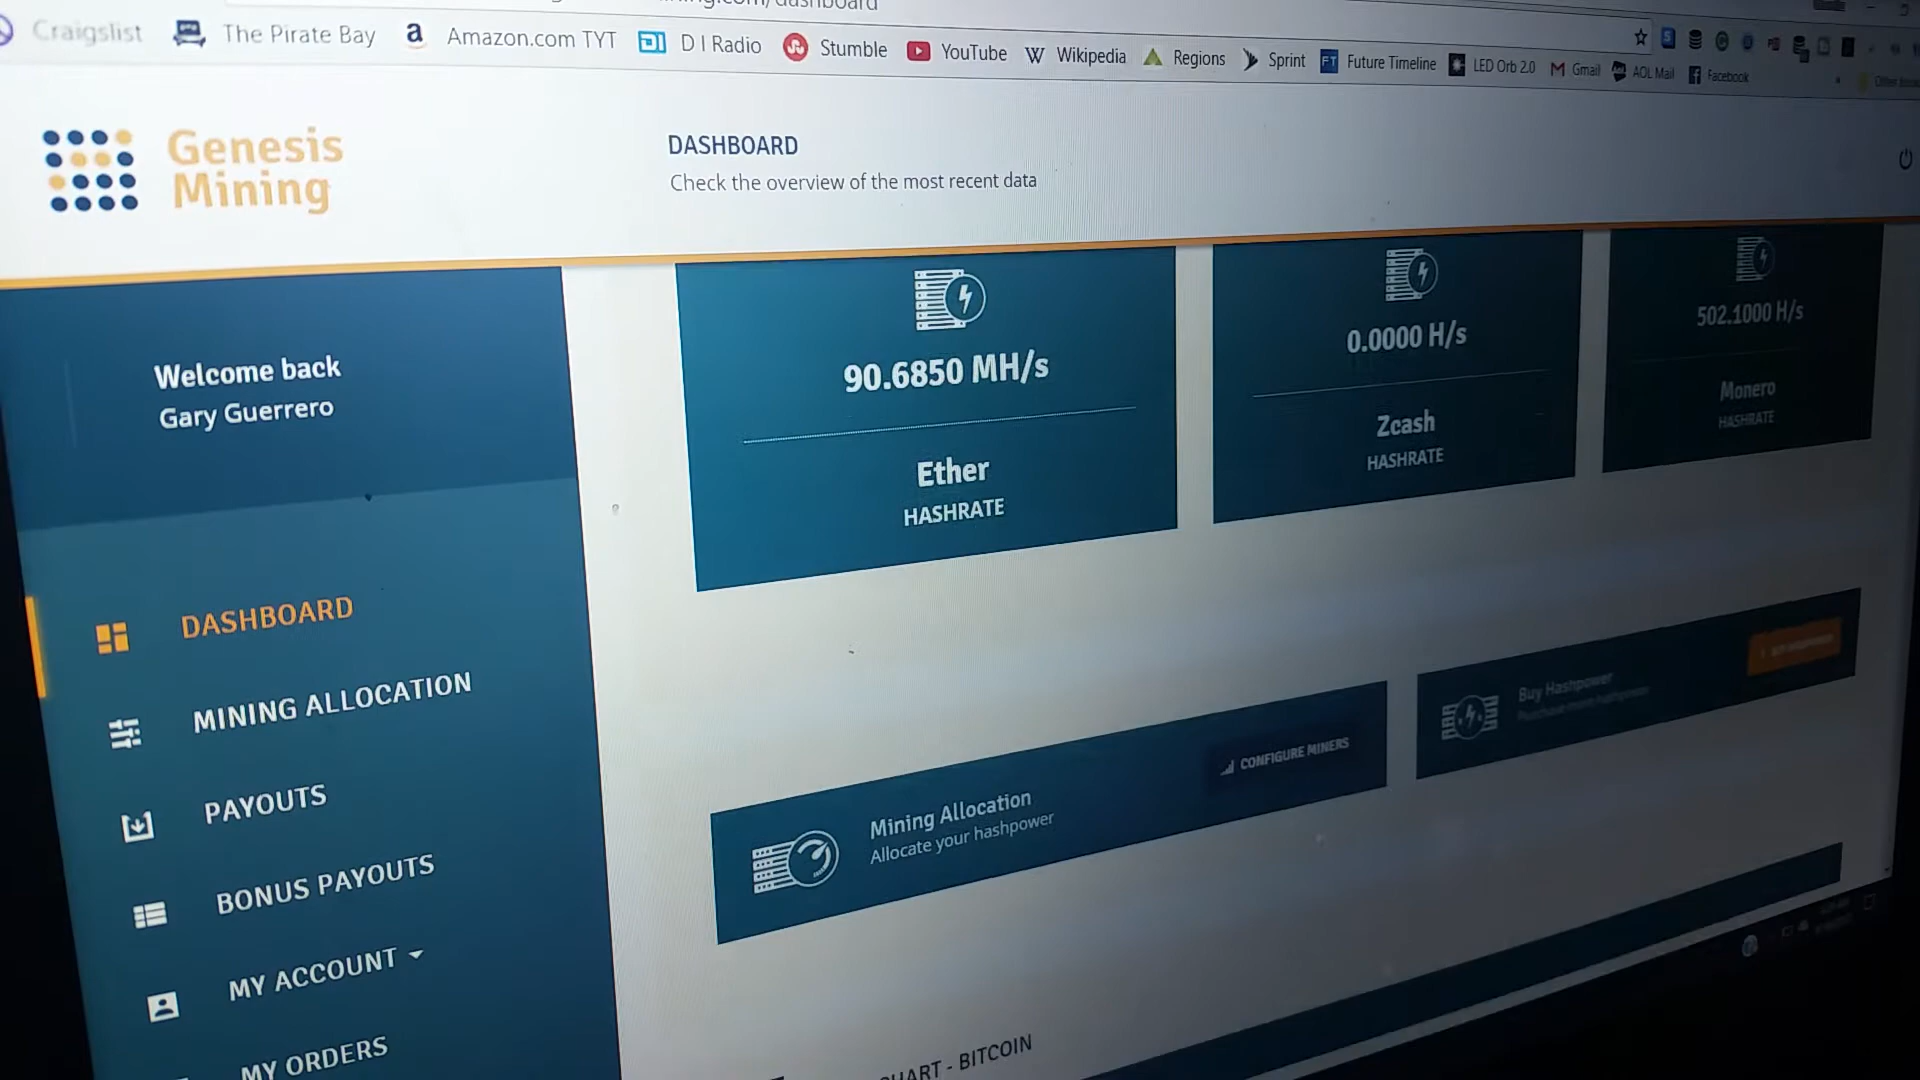 ning.com/dashboard
Craigslist The Pirate Bay Amazon.com TYT D I Radio Stumble YouTube Wikipedia Regions Sprint Future Timeline LED Orb 2.0 Gmail AOL Mail Facebook
Genesis
Mining
DASHBOARD
Check the overview of the most recent data
Welcome back
Gary Guerrero
DASHBOARD
MINING ALLOCATION
PAYOUTS
BONUS PAYOUTS
MY ACCOUNT
MY ORDERS
90.6850 MH/s
Ether
HASHRATE
0.0000 H/s
Zcash
HASHRATE
502.1000 H/s
Monero
HASHRATE
Mining Allocation
Allocate your hashpower
CONFIGURE MINERS
Buy Hashpower
CHART - BITCOIN